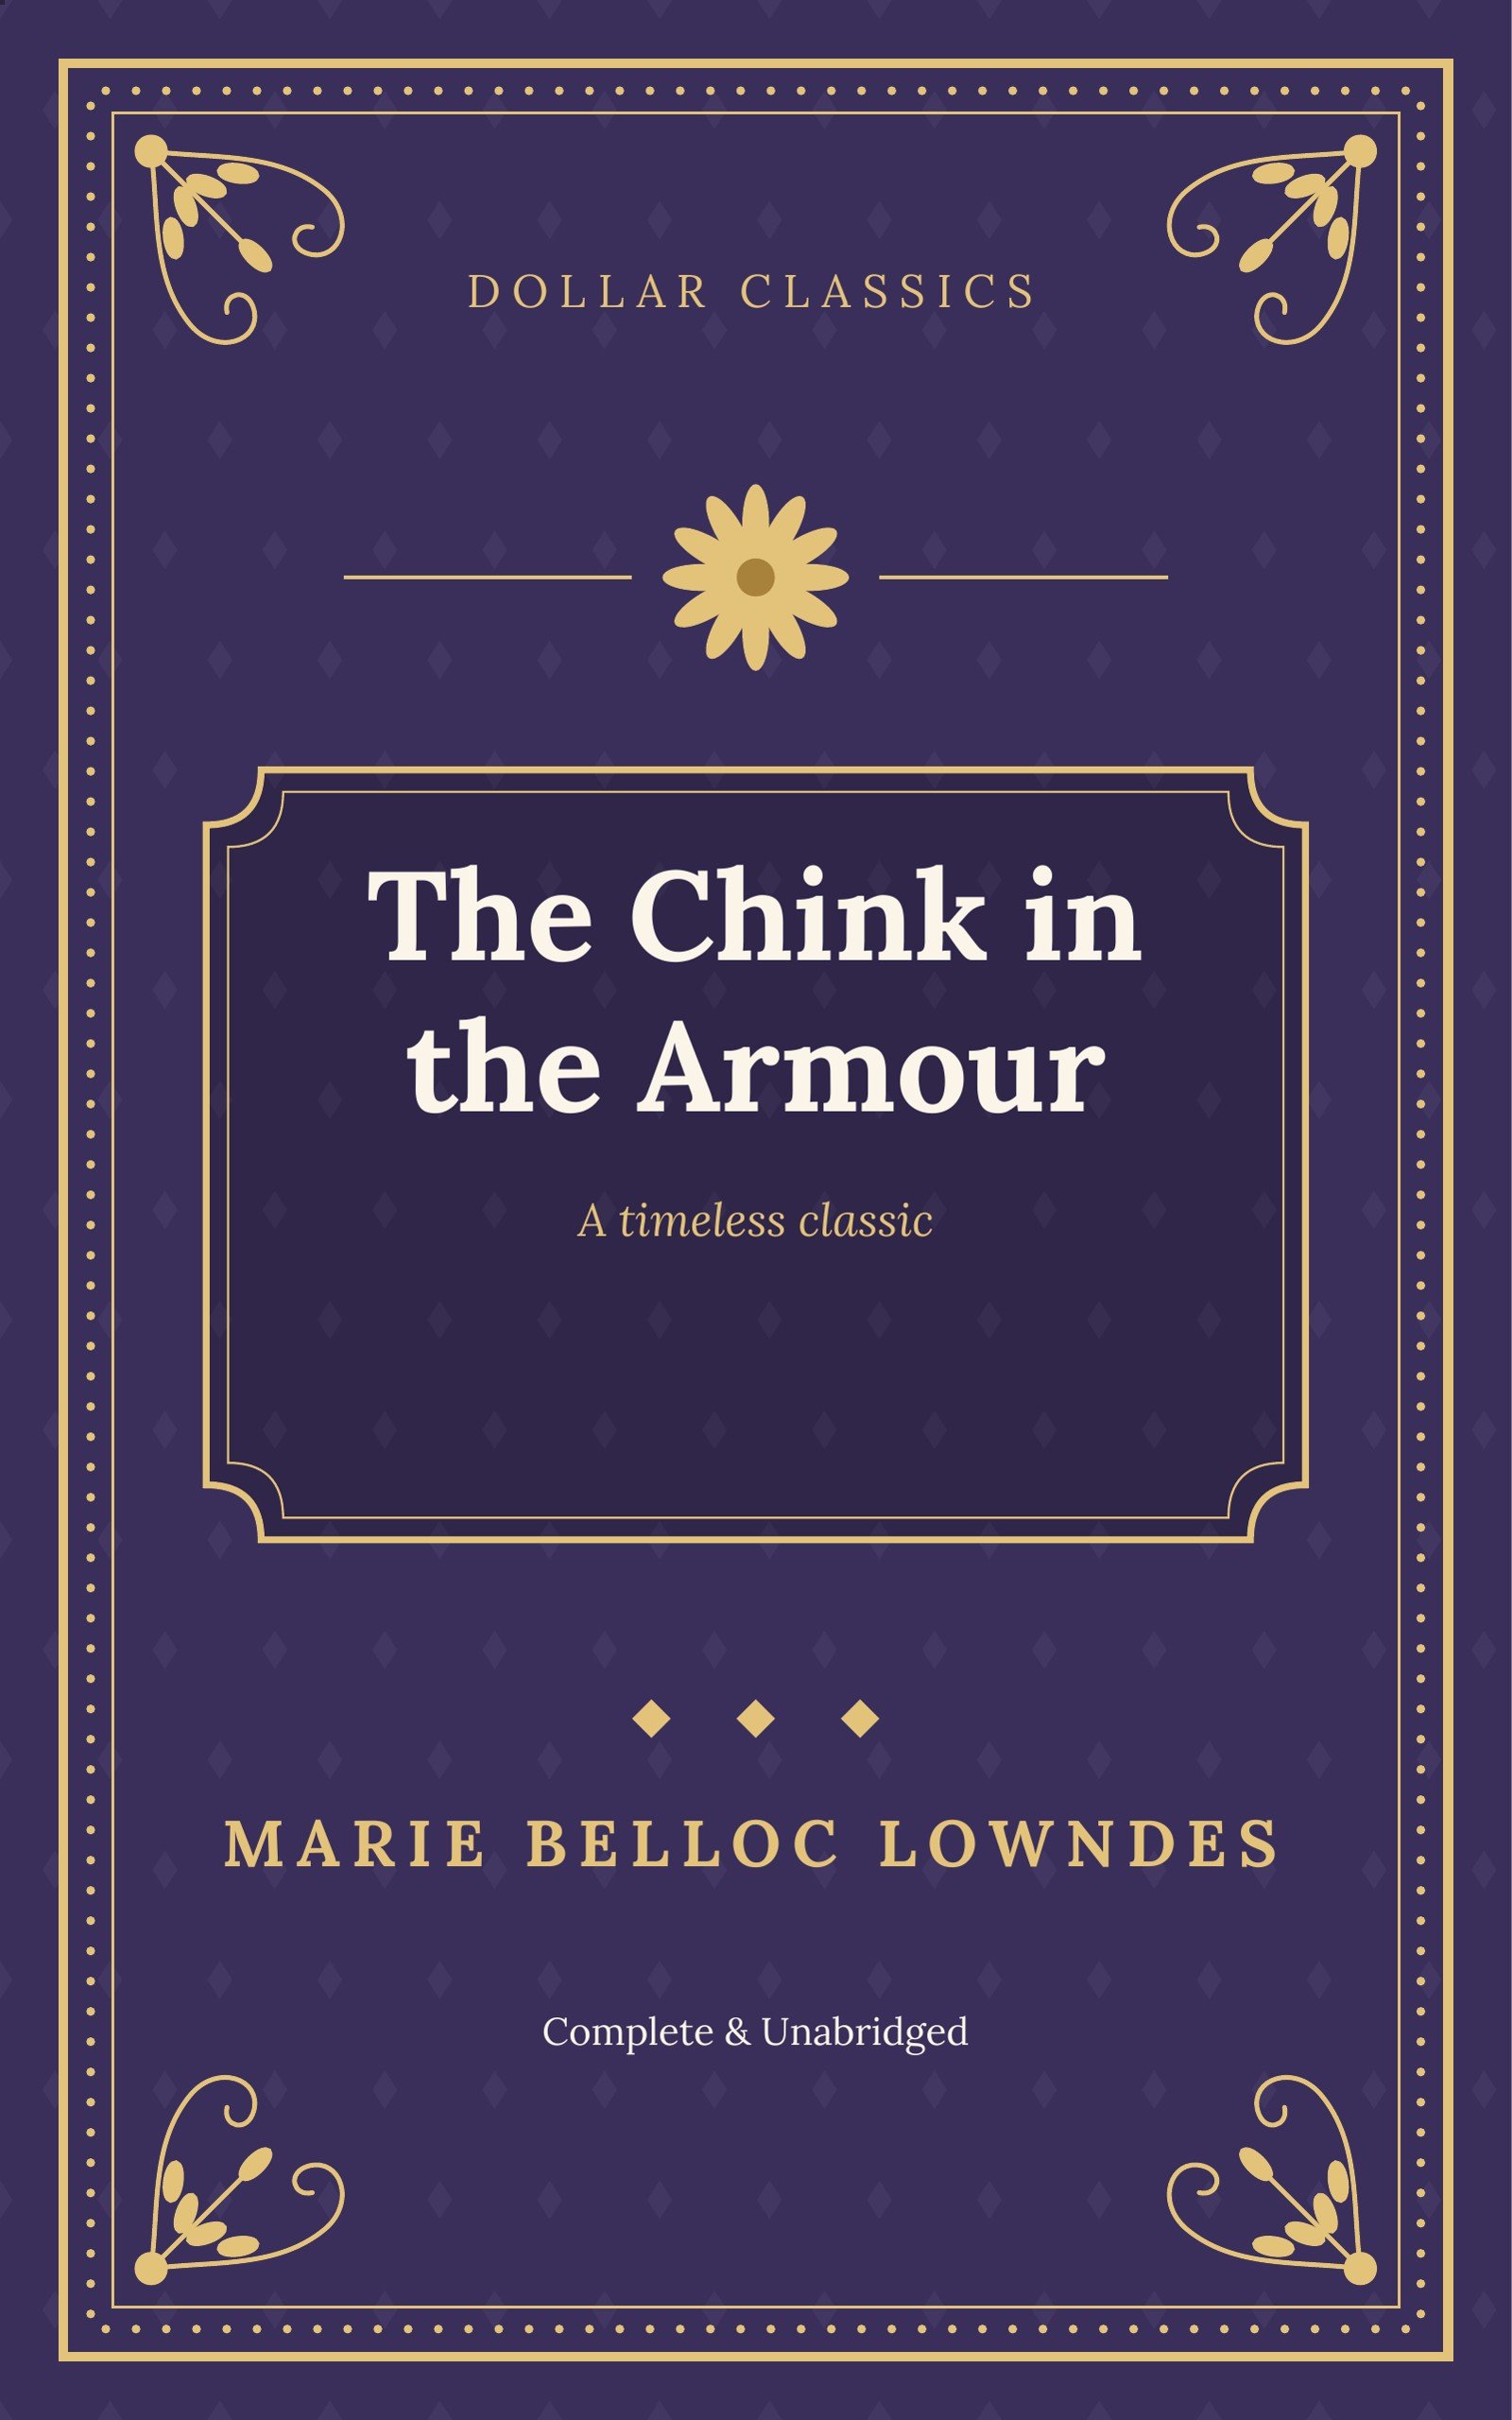 DOLLAR CLASSICS
The Chink in
the Armour
A timeless classic
MARIE BELLOC LOWNDES
Complete & Unabridged